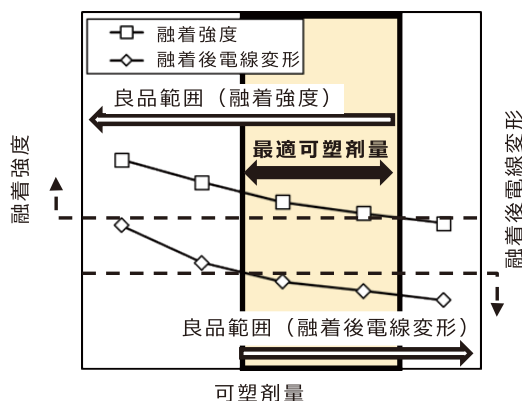 融着強度
融着後電線変形
良品範囲（融着強度）
最適可塑剤量
融着強度
融着後電線変形
良品範囲（融着後電線変形）
可塑剤量